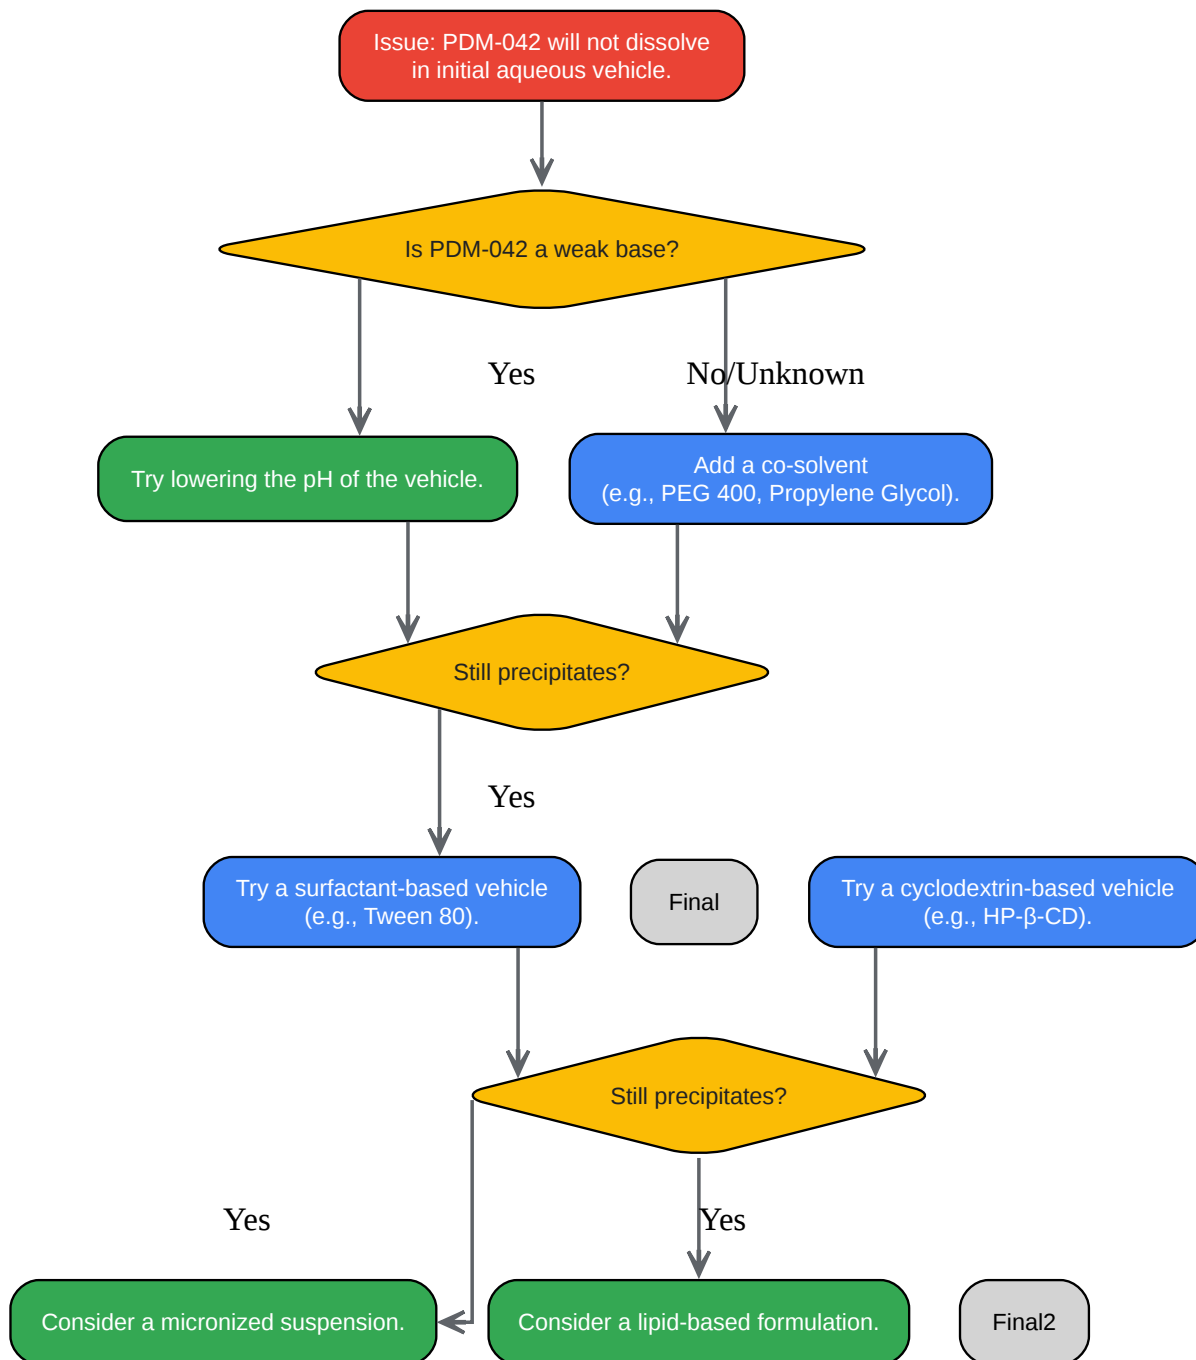 Issue: PDM-042 will not dissolve
in initial aqueous vehicle.
Is PDM-042 a weak base?
Yes
No/Unknown
Try lowering the pH of the vehicle.
Add a co-solvent
(e.g., PEG 400, Propylene Glycol).
Still precipitates?
Yes
Try a surfactant-based vehicle
(e.g., Tween 80).
Final
Try a cyclodextrin-based vehicle
(e.g., HP-β-CD).
Still precipitates?
Yes
Yes
Consider a micronized suspension.
Consider a lipid-based formulation.
Final2